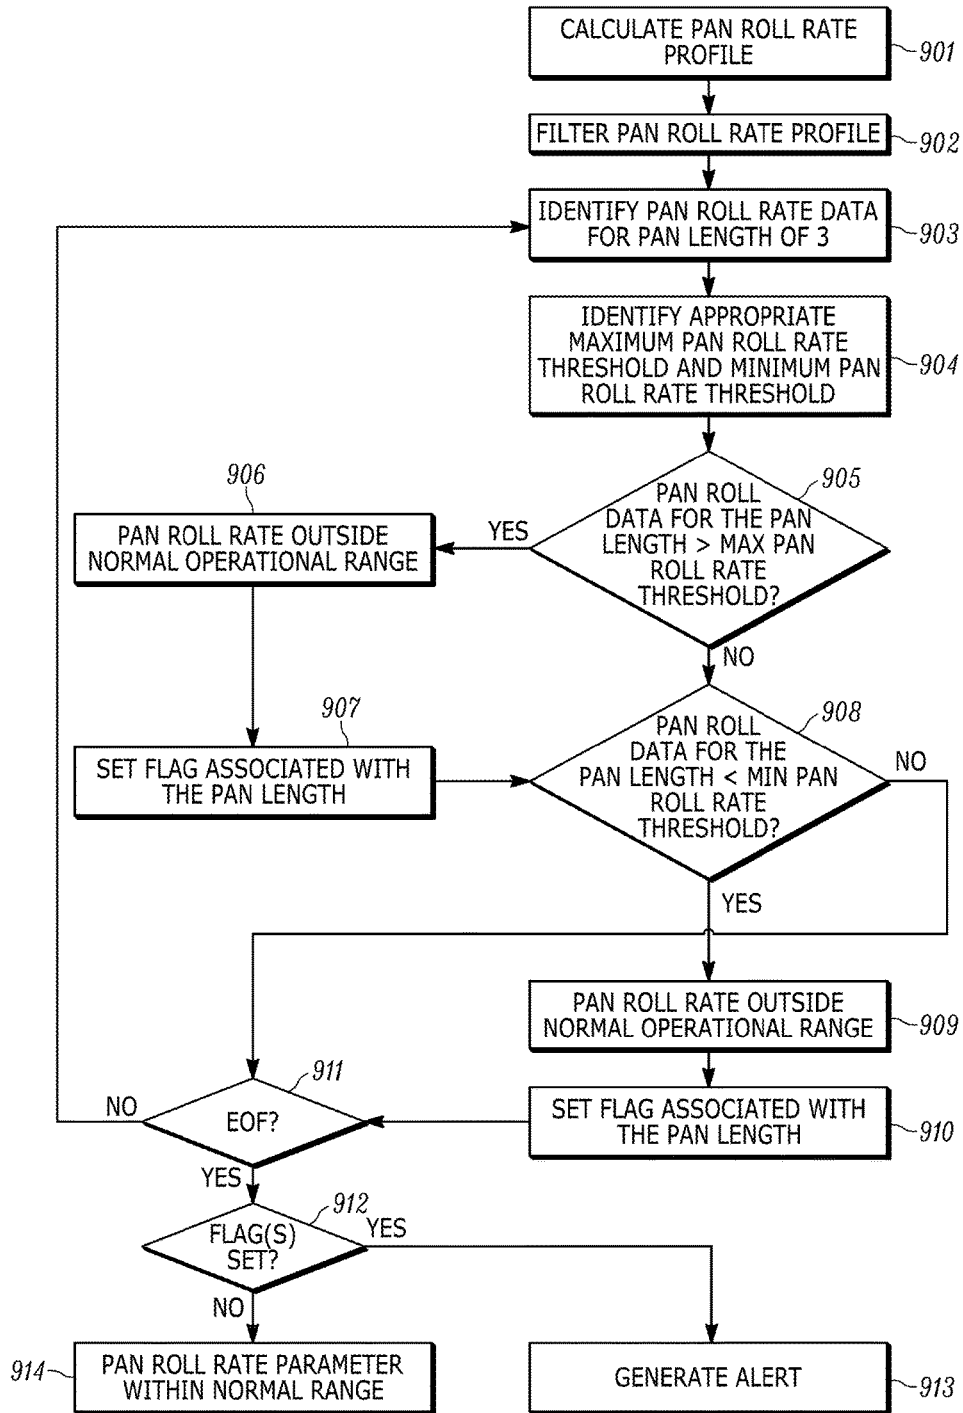 CALCULATE PAN ROLL RATE
PROFILE
901
FILTER PAN ROLL RATE PROFILE
902
IDENTIFY PAN ROLL RATE DATA
FOR PAN LENGTH OF 3
903
IDENTIFY APPROPRIATE
MAXIMUM PAN ROLL RATE
THRESHOLD AND MINIMUM PAN
ROLL RATE THRESHOLD
904
PAN ROLL
DATA FOR THE PAN
LENGTH > MAX PAN
ROLL RATE
THRESHOLD?
905
YES
NO
906
PAN ROLL RATE OUTSIDE
NORMAL OPERATIONAL RANGE
907
SET FLAG ASSOCIATED WITH
THE PAN LENGTH
PAN ROLL
DATA FOR THE
PAN LENGTH < MIN PAN
ROLL RATE
THRESHOLD?
908
NO
YES
PAN ROLL RATE OUTSIDE
NORMAL OPERATIONAL RANGE
909
SET FLAG ASSOCIATED WITH
THE PAN LENGTH
910
911
NO
EOF?
YES
912
FLAG(S)
SET?
YES
NO
914
PAN ROLL RATE PARAMETER
WITHIN NORMAL RANGE
GENERATE ALERT
913